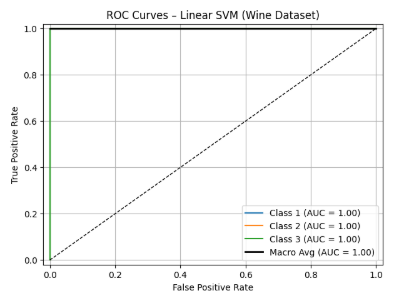 ROC Curves – Linear SVM (Wine Dataset)
True Positive Rate
1.0
0.8
0.6
0.4
0.2
0.0
Class 1 (AUC = 1.00)
Class 2 (AUC = 1.00)
Class 3 (AUC = 1.00)
Macro Avg (AUC = 1.00)
0.0 0.2 0.4 0.6 0.8 1.0
False Positive Rate